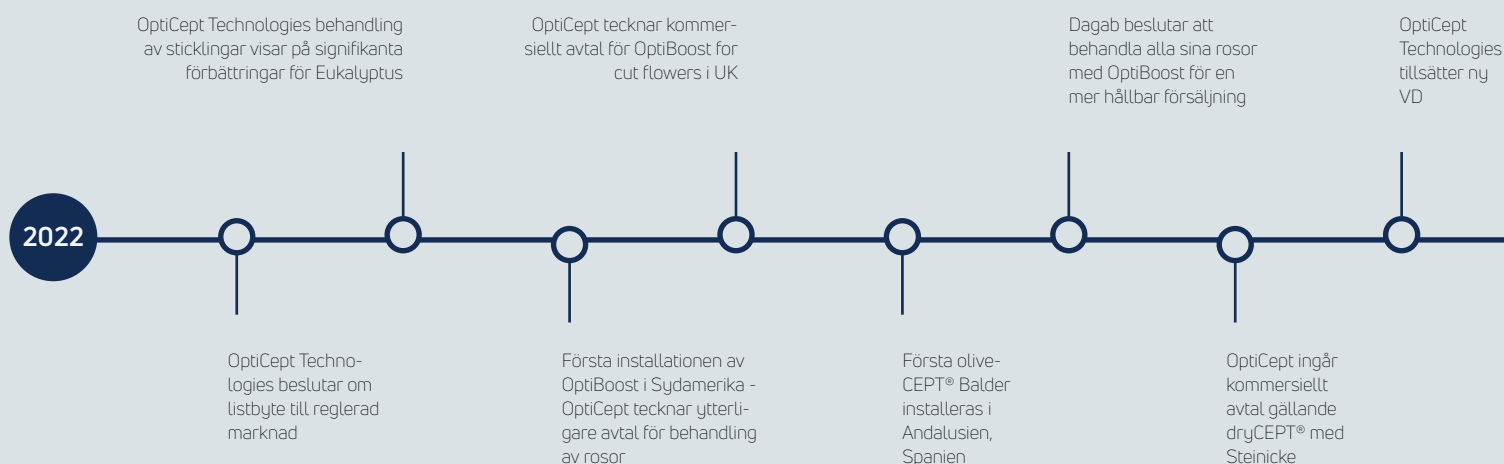 OptiCept Technologies behandling
av sticklingar visar på signifikanta
förbättringar för Eukalyptus
OptiCept tecknar kommer-
siellt avtal för OptiBoost for
cut flowers i UK
Dagab beslutar att
behandla alla sina rosor
med OptiBoost för en
mer hållbar försäljning
OptiCept
Technologies
tillsätter ny
VD
2022
OptiCept Techno-
logies beslutar om
listbyte till reglerad
marknad
Första installationen av
OptiBoost i Sydamerika -
OptiCept tecknar ytterli-
gare avtal för behandling
av rosor
Första olive-
CEPT® Balder
installeras i
Andalusien,
Spanien
OptiCept ingår
kommersiellt
avtal gällande
dryCEPT® med
Steinicke